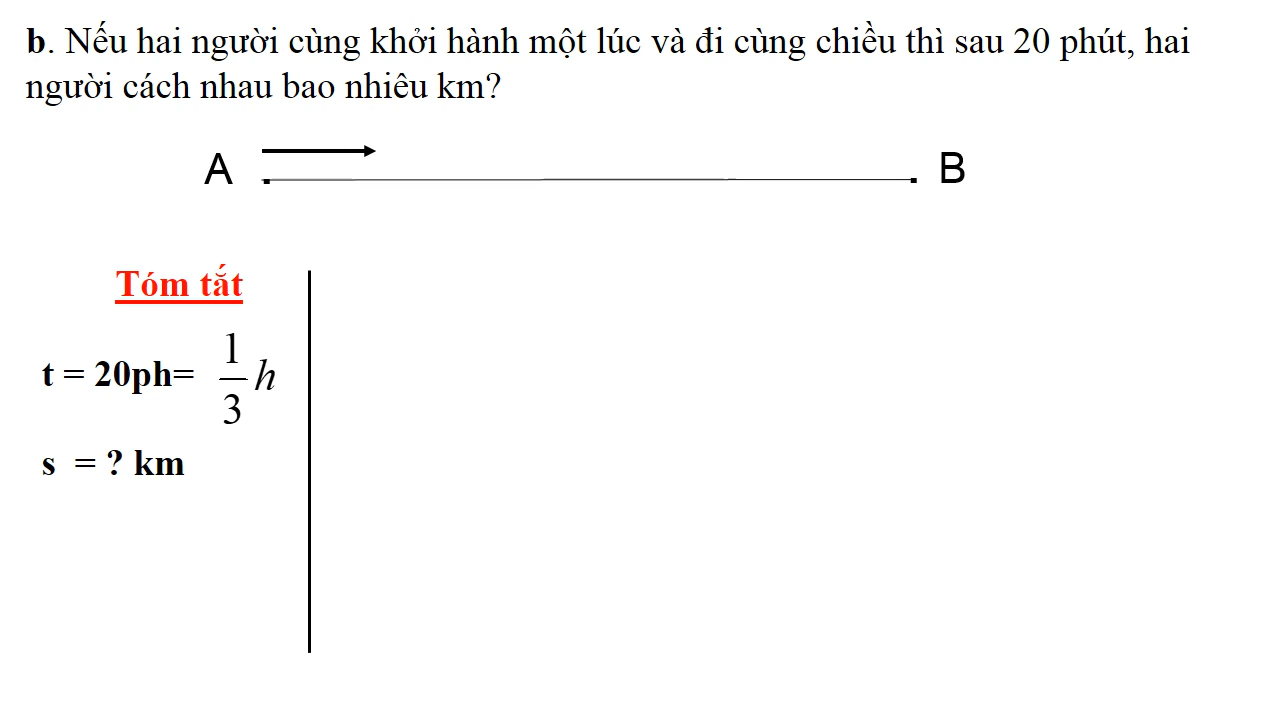 b. Nếu hai người cùng khởi hành một lúc và đi cùng chiều thì sau 20 phút, hai
người cách nhau bao nhiêu km?
A B
Tóm tắt
t = 20ph= 1/3 h
s = ? km